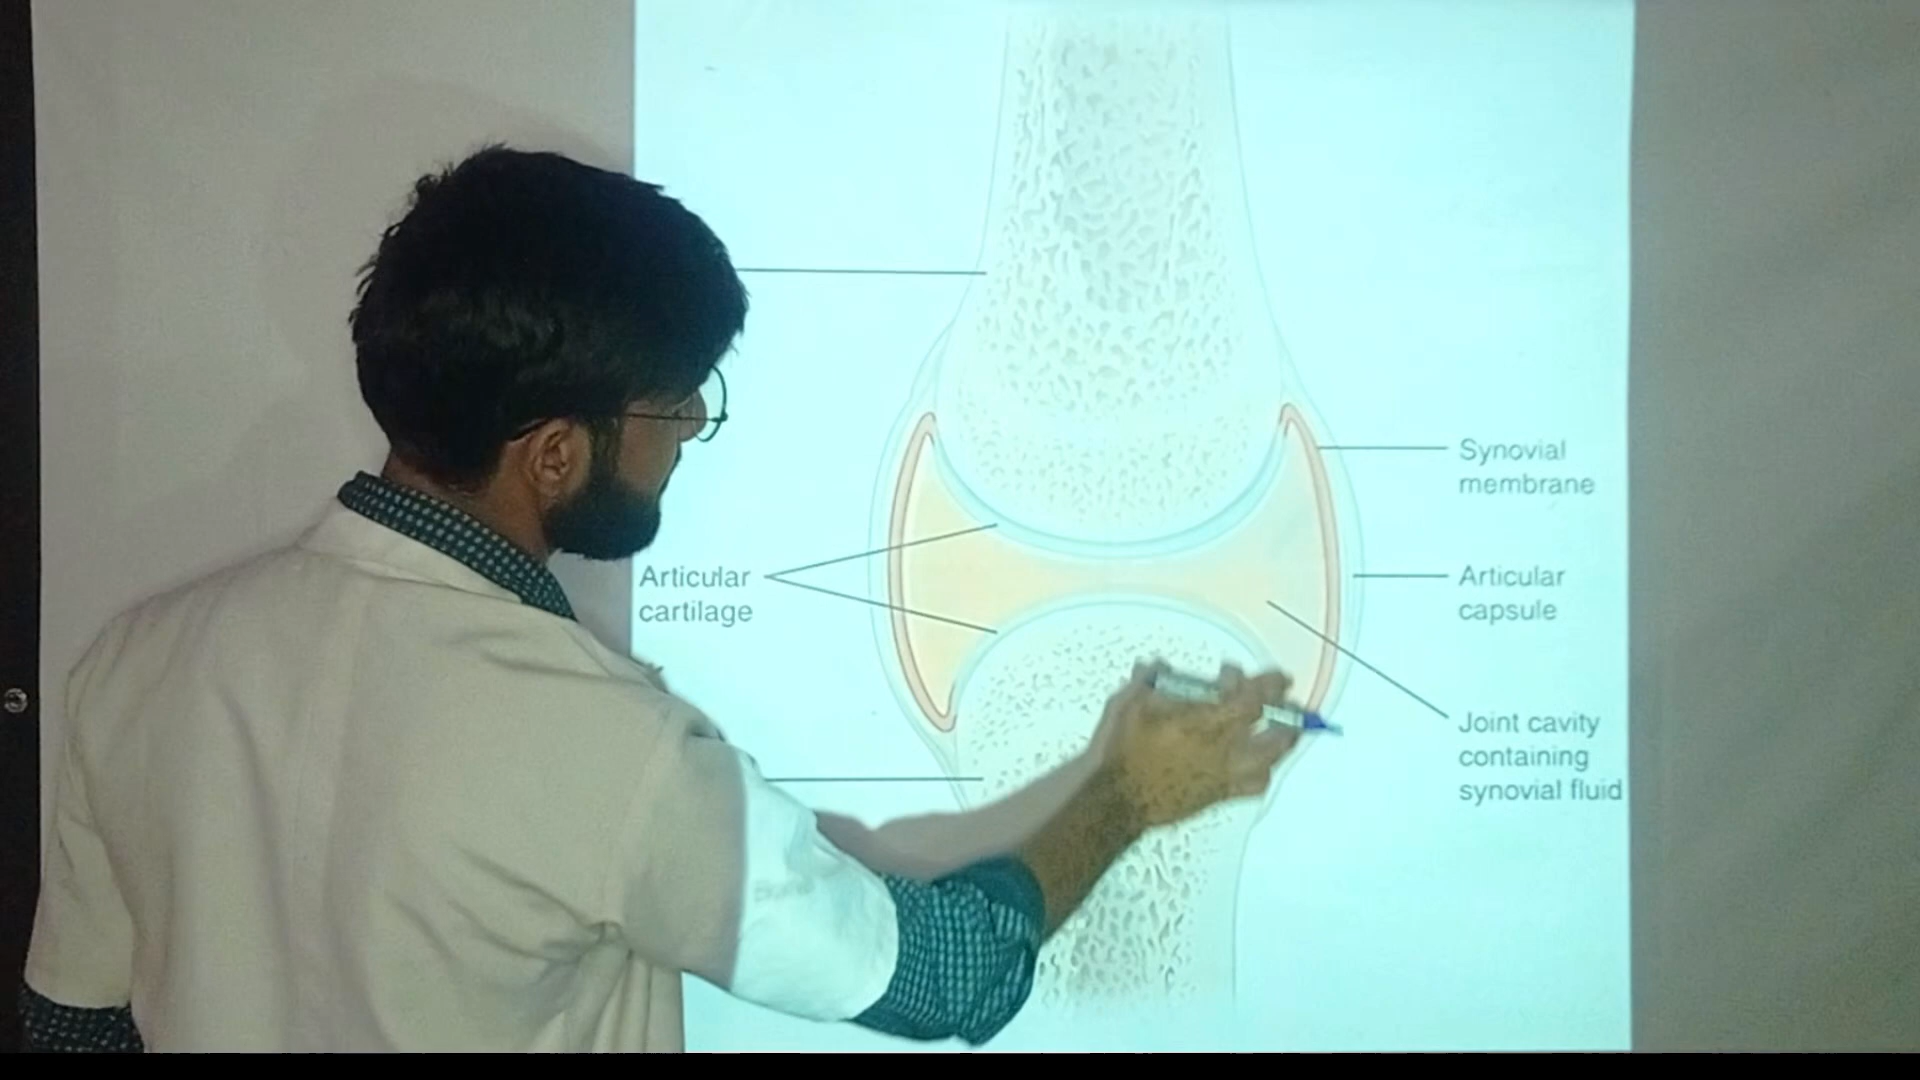 Synovial
membrane
Articular
cartilage
Articular
capsule
Joint cavity
containing
synovial fluid